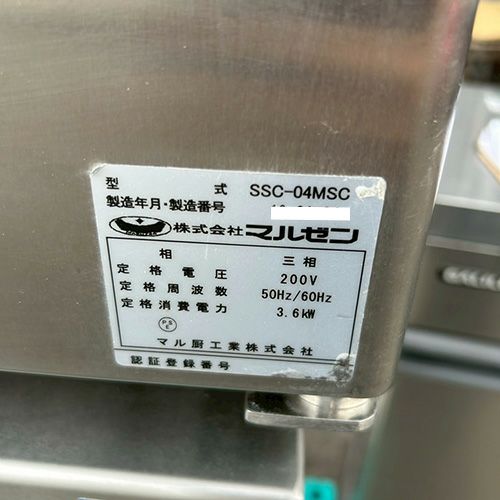 型式 SSC-04MSC
製造年月・製造番号
株式会社マルゼン
相 三相
定格電圧 200V
定格周波数 50Hz/60Hz
定格消費電力 3.6kW
PSE
マル厨工業株式会社
認証登録番号